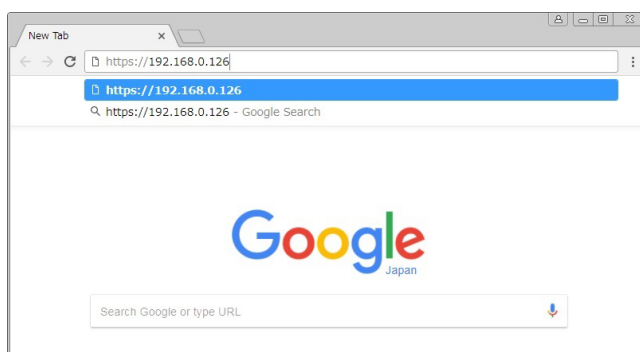 New Tab
https://192.168.0.126
https://192.168.0.126
https://192.168.0.126 - Google Search
Google
Japan
Search Google or type URL